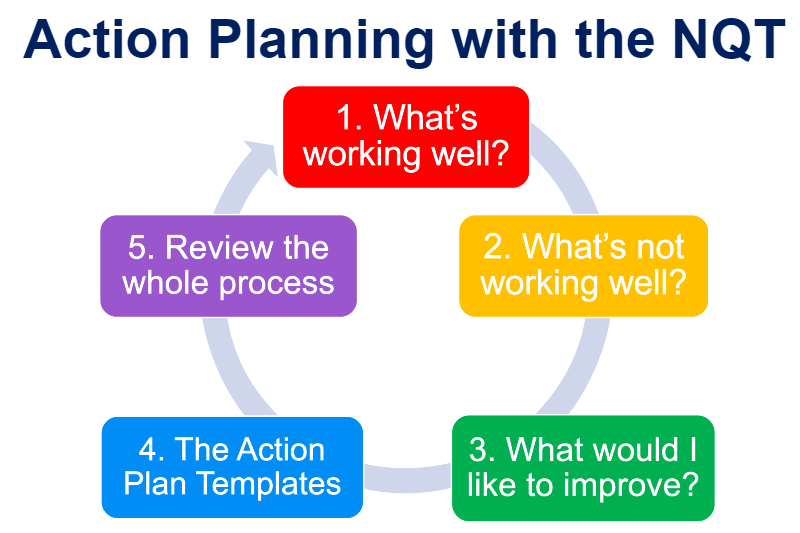 Action Planning with the NQT
1. What’s
working well?
2. What’s not
working well?
3. What would I
like to improve?
4. The Action
Plan Templates
5. Review the
whole process